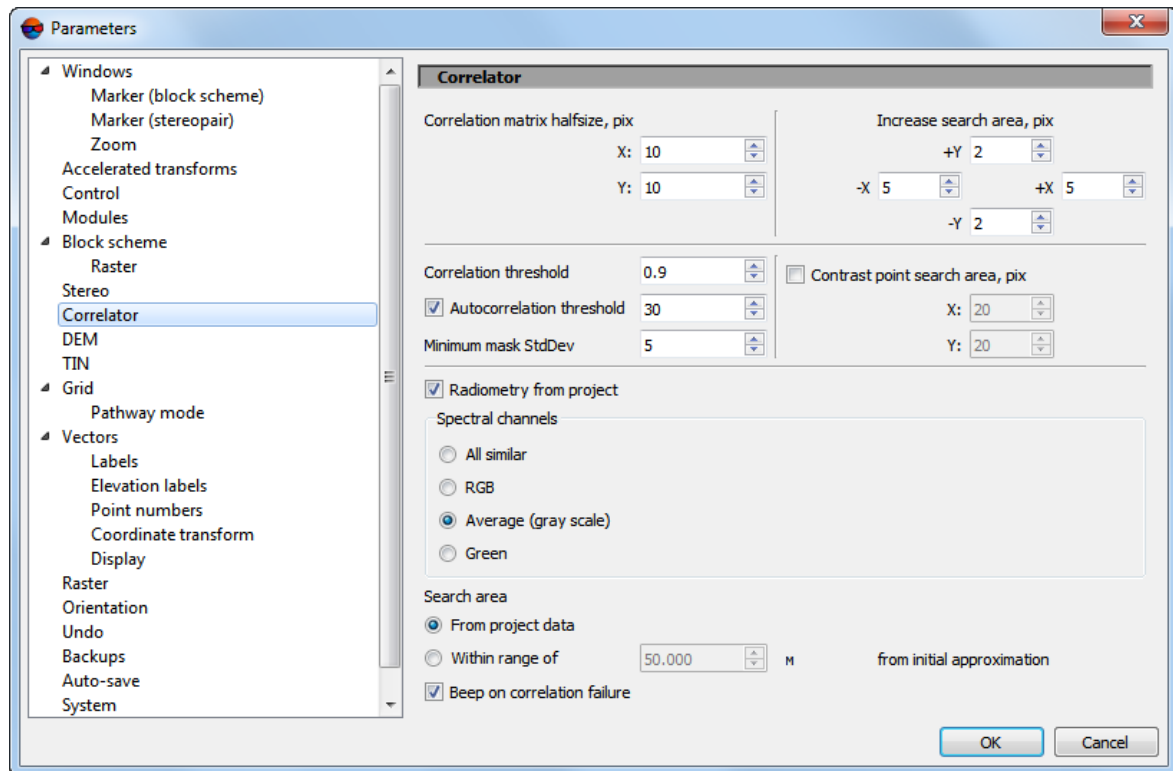 Parameters
Windows
Marker (block scheme)
Marker (stereopair)
Zoom
Accelerated transforms
Control
Modules
Block scheme
Raster
Stereo
Correlator
DEM
TIN
Grid
Pathway mode
Vectors
Labels
Elevation labels
Point numbers
Coordinate transform
Display
Raster
Orientation
Undo
Backups
Auto-save
System
Correlator
Correlation matrix halfsize, pix
X: 10
Y: 10
Increase search area, pix
+Y 2
-X 5 +X 5
-Y 2
Correlation threshold 0.9
Autocorrelation threshold 30
Minimum mask StdDev 5
Contrast point search area, pix
X: 20
Y: 20
Radiometry from project
Spectral channels
All similar
RGB
Average (gray scale)
Green
Search area
From project data
Within range of 50.000 м from initial approximation
Beep on correlation failure
OK Cancel